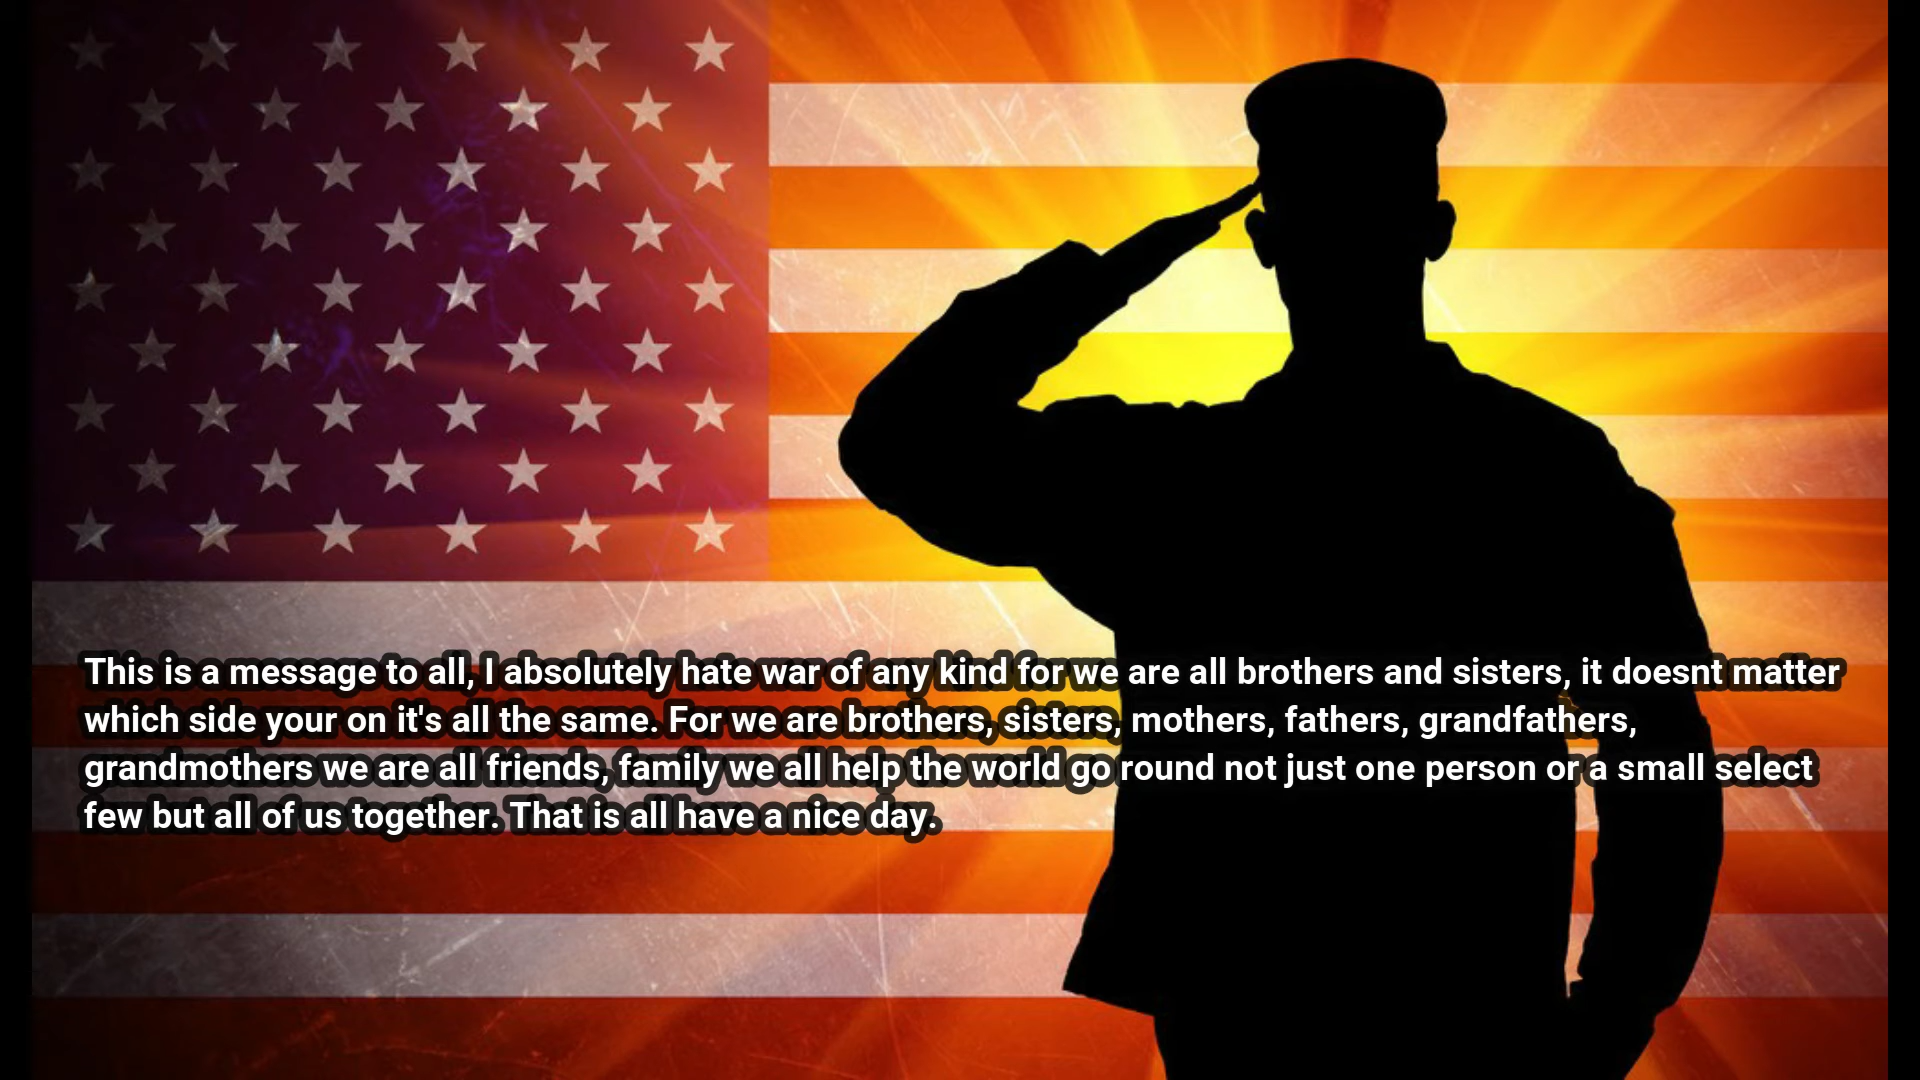 This is a message to all, I absolutely hate war of any kind for we are all brothers and sisters, it doesnt matter
which side your on it's all the same. For we are brothers, sisters, mothers, fathers, grandfathers,
grandmothers we are all friends, family we all help the world go round not just one person or a small select
few but all of us together. That is all have a nice day.